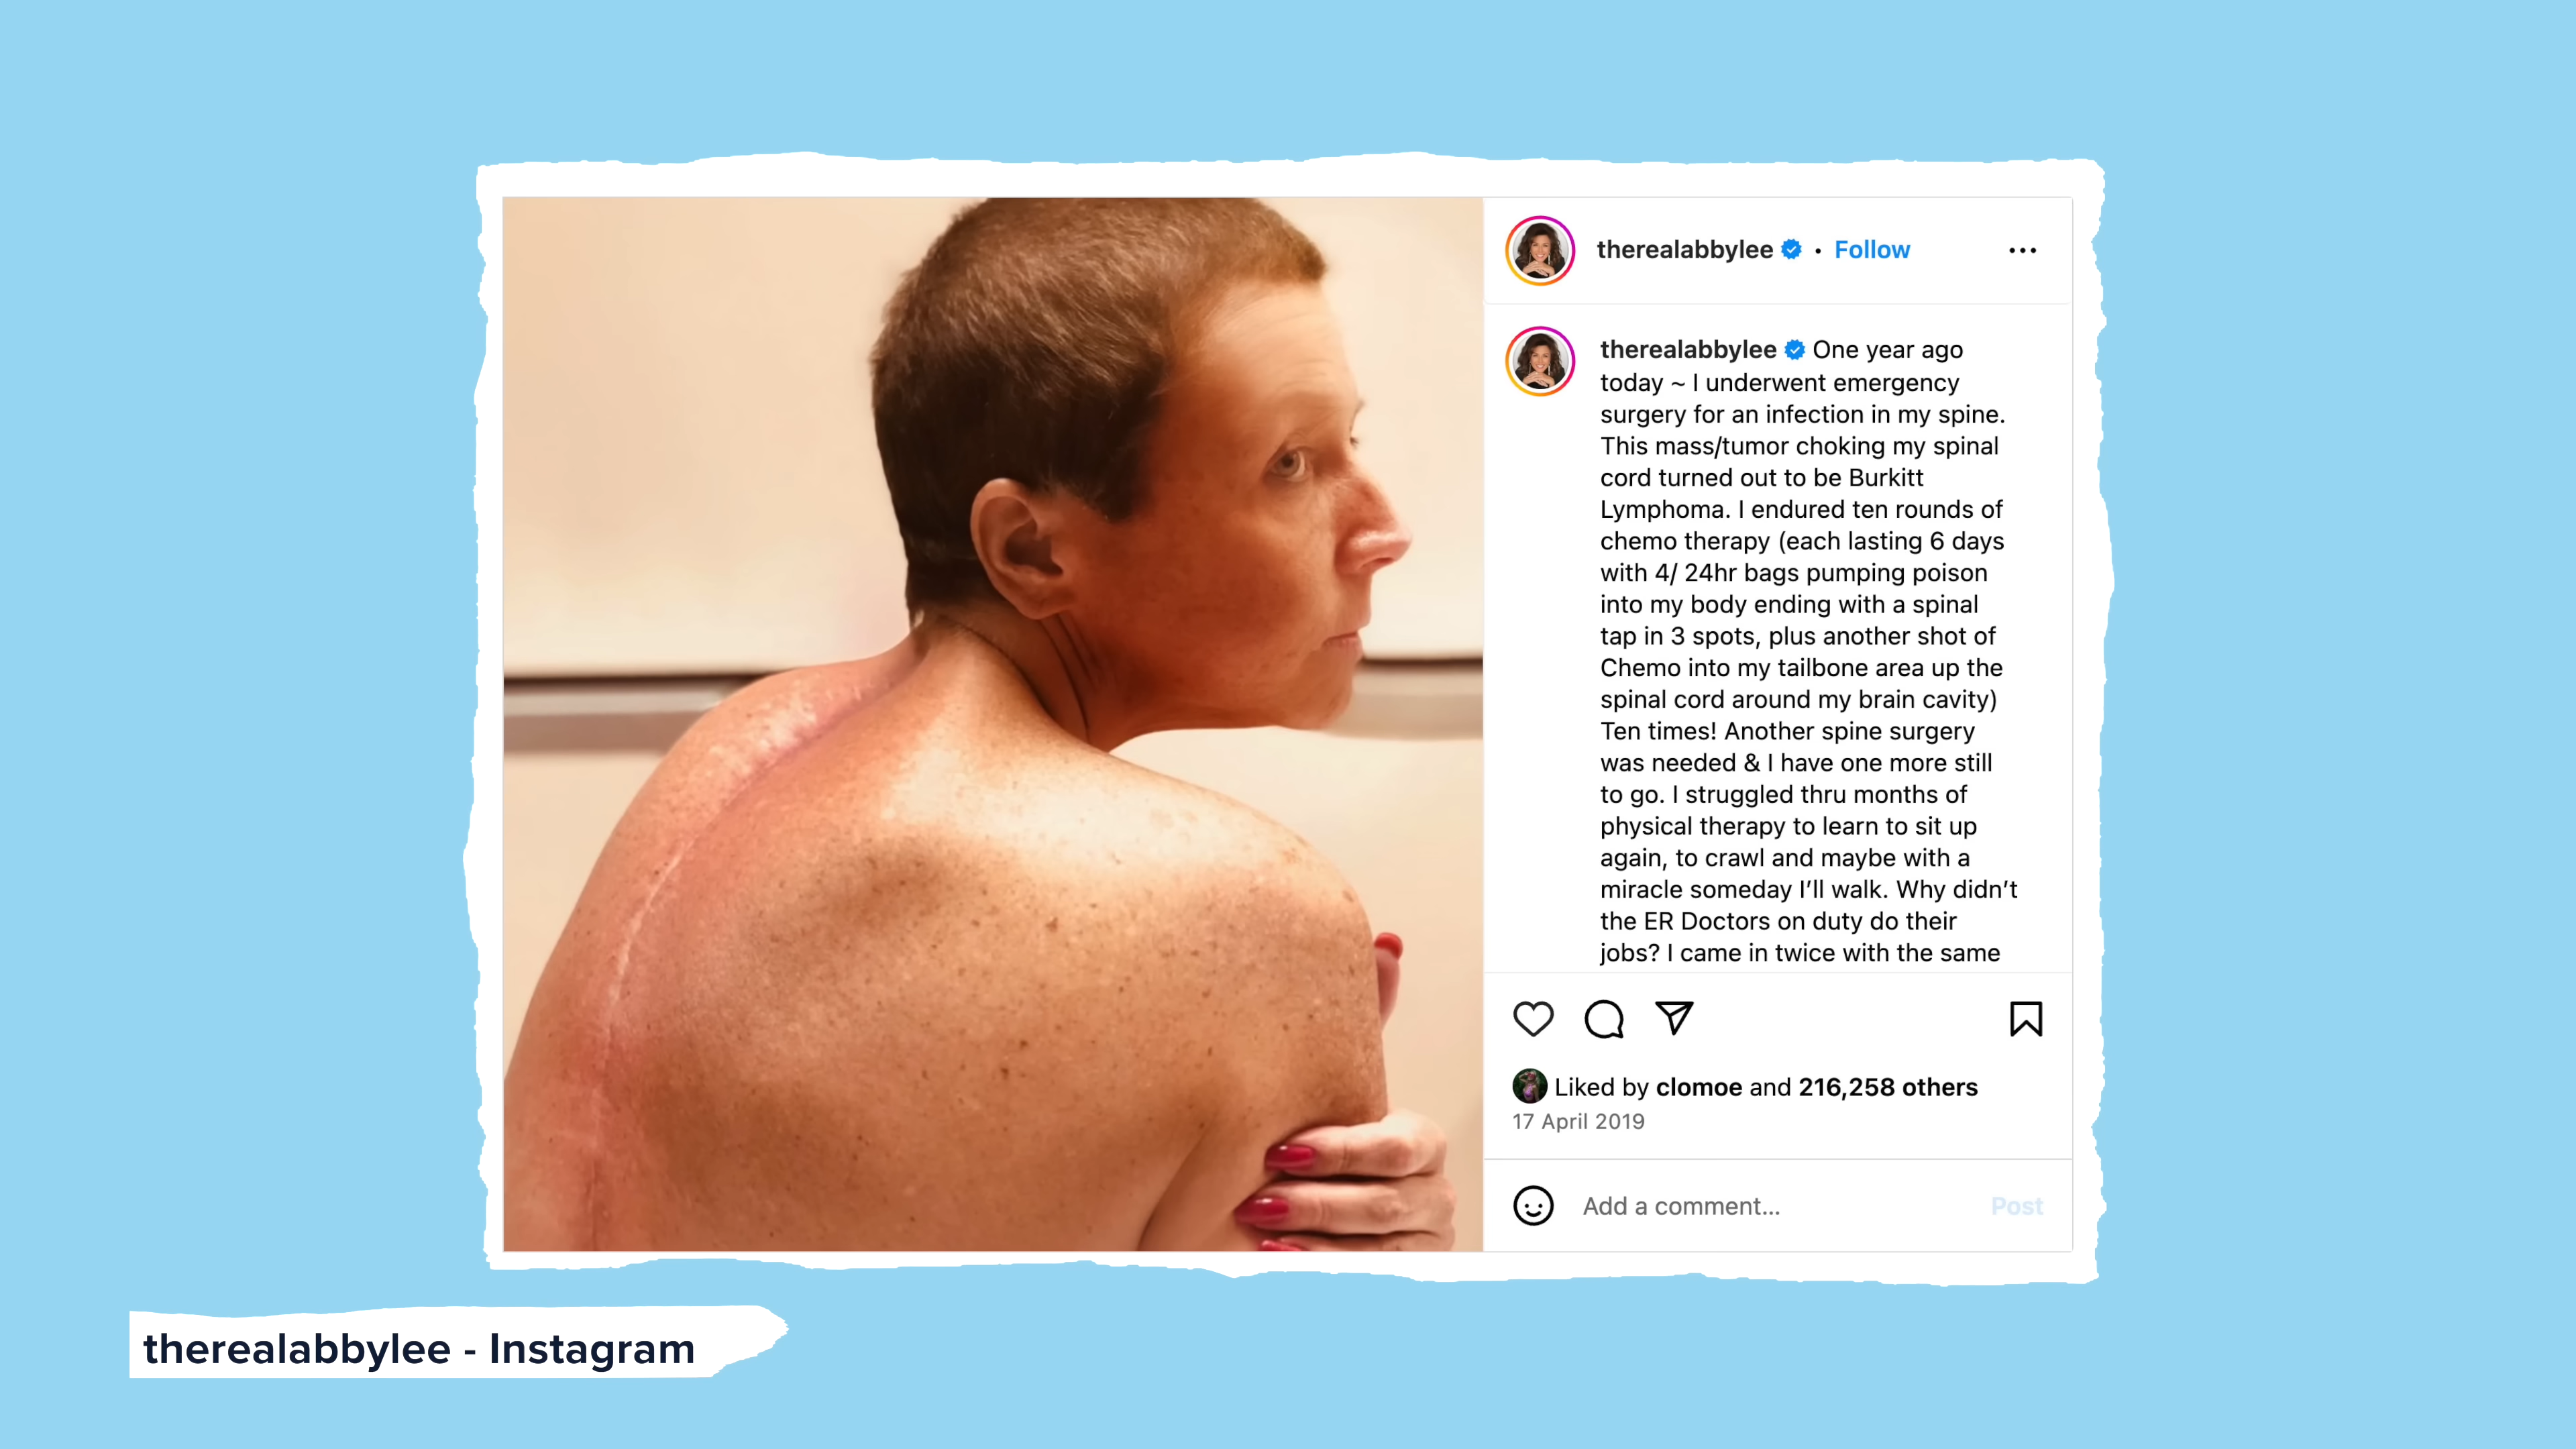 therealabbylee • Follow
therealabbylee One year ago
today ~ I underwent emergency
surgery for an infection in my spine.
This mass/tumor choking my spinal
cord turned out to be Burkitt
Lymphoma. I endured ten rounds of
chemo therapy (each lasting 6 days
with 4/ 24hr bags pumping poison
into my body ending with a spinal
tap in 3 spots, plus another shot of
Chemo into my tailbone area up the
spinal cord around my brain cavity)
Ten times! Another spine surgery
was needed & I have one more still
to go. I struggled thru months of
physical therapy to learn to sit up
again, to crawl and maybe with a
miracle someday I’ll walk. Why didn’t
the ER Doctors on duty do their
jobs? I came in twice with the same
Liked by clomoe and 216,258 others
17 April 2019
Add a comment...
Post
therealabbylee - Instagram